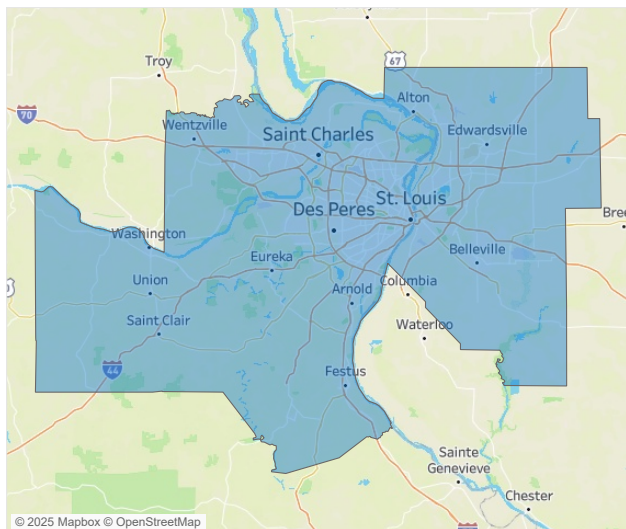 67
Troy
70
Alton
Wentzville
Saint Charles
Edwardsville
St. Louis
Des Peres
Bree
Washington
Belleville
Eureka
Union
Columbia
Arnold
Saint Clair
Waterloo
44
Festus
Sainte
Genevieve
Chester
© 2025 Mapbox © OpenStreetMap